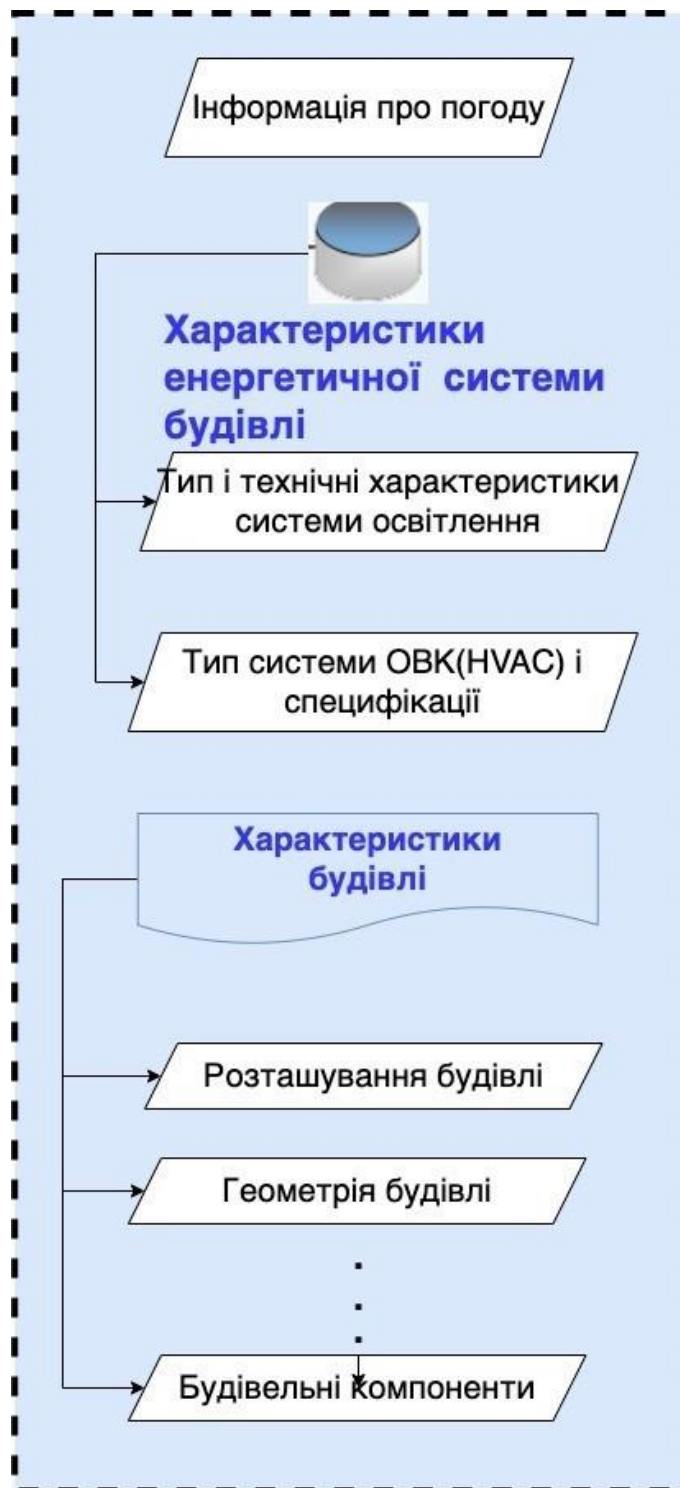 Інформація про погоду
Характеристики
енергетичної системи
будівлі
Тип і технічні характеристики
системи освітлення
Тип системи ОВК(HVAC) і
специфікації
Характеристики
будівлі
Розташування будівлі
Геометрія будівлі
Будівельні компоненти